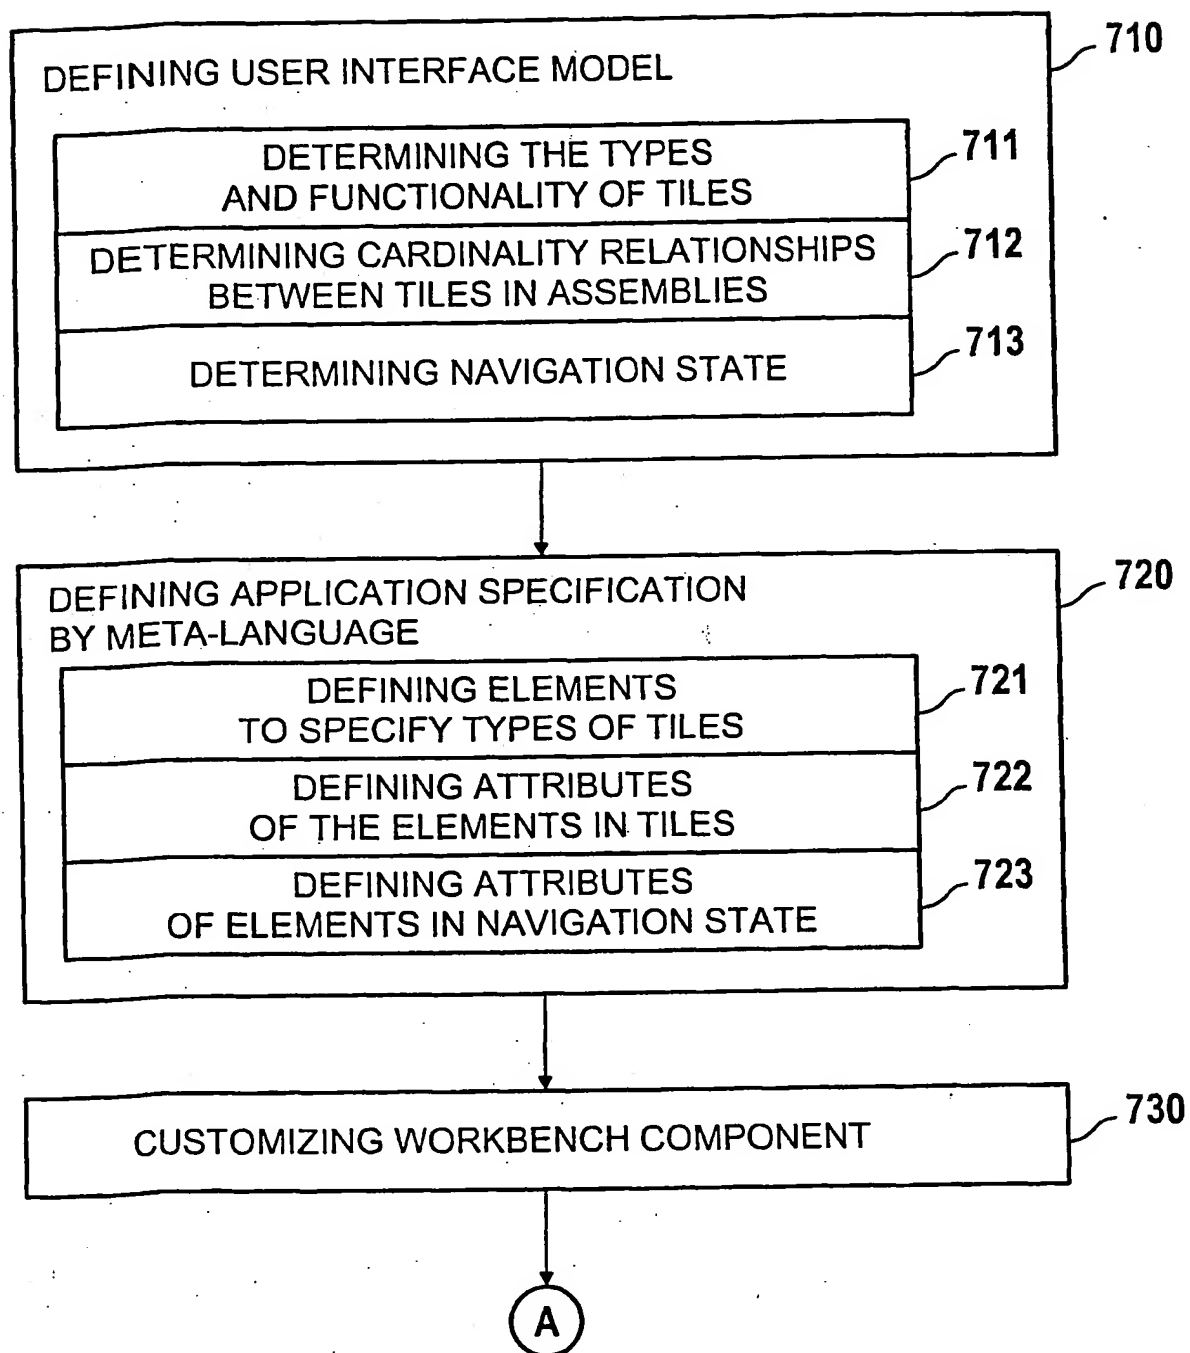 710
DEFINING USER INTERFACE MODEL
DETERMINING THE TYPES
AND FUNCTIONALITY OF TILES
711
DETERMINING CARDINALITY RELATIONSHIPS
BETWEEN TILES IN ASSEMBLIES
712
DETERMINING NAVIGATION STATE
713
DEFINING APPLICATION SPECIFICATION
BY META-LANGUAGE
720
DEFINING ELEMENTS
TO SPECIFY TYPES OF TILES
721
DEFINING ATTRIBUTES
OF THE ELEMENTS IN TILES
722
DEFINING ATTRIBUTES
OF ELEMENTS IN NAVIGATION STATE
723
CUSTOMIZING WORKBENCH COMPONENT
730
A